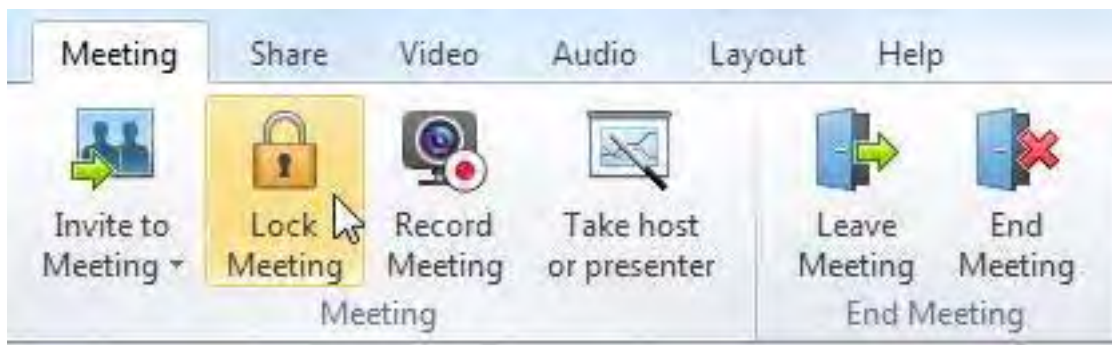 Meeting Share Video Audio Layout Help
Invite to Meeting
Lock Meeting
Record Meeting
Take host or presenter
Leave Meeting
End Meeting
Meeting
End Meeting